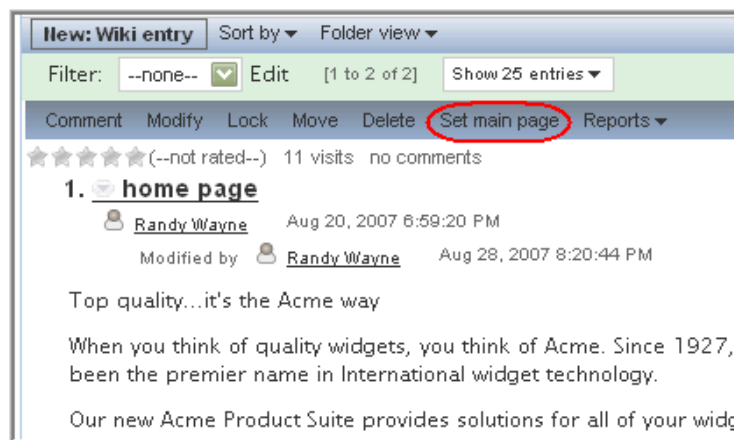 New: Wiki entry Sort by Folder view
Filter: --none-- Edit [1 to 2 of 2] Show 25 entries
Comment Modify Lock Move Delete Set main page Reports
(--not rated--) 11 visits no comments
1. home page
Randy Wayne Aug 20, 2007 6:59:20 PM
Modified by Randy Wayne Aug 28, 2007 8:20:44 PM
Top quality...it's the Acme way
When you think of quality widgets, you think of Acme. Since 1927,
been the premier name in International widget technology.
Our new Acme Product Suite provides solutions for all of your